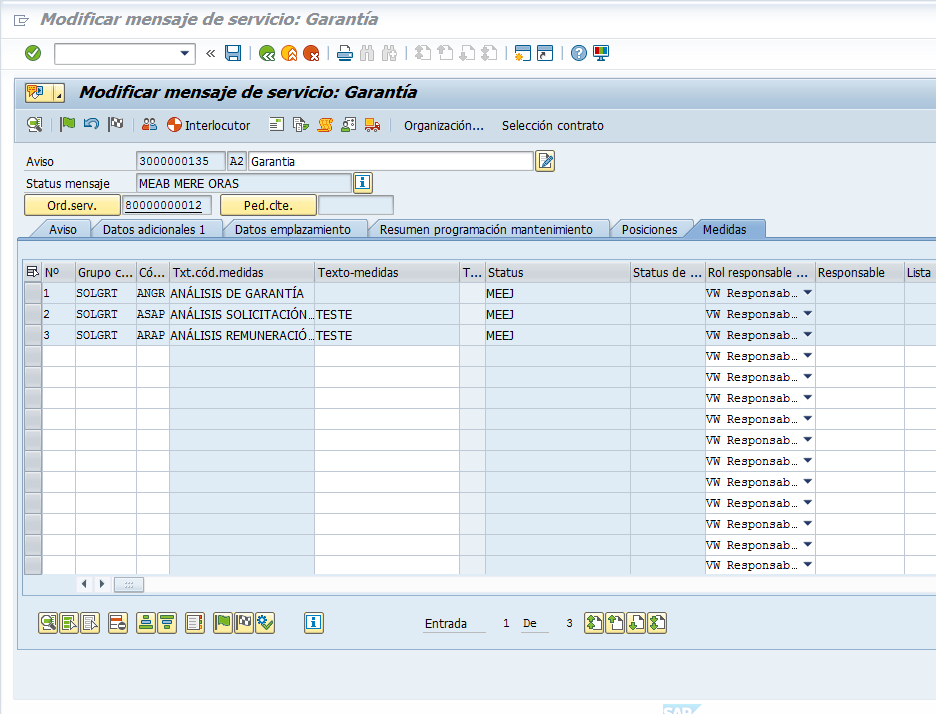 Modificar mensaje de servicio: Garantía
Modificar mensaje de servicio: Garantía
Interlocutor Organización... Selección contrato
Aviso 3000000135 A2 Garantia
Status mensaje MEAB MERE ORAS
Ord.serv. 80000000012 Ped.clte.
Aviso Datos adicionales 1 Datos emplazamiento Resumen programación mantenimiento Posiciones Medidas
Nº Grupo c... Có... Txt.cód.medidas Texto-medidas T... Status Status de ... Rol responsable ... Responsable Lista
1 SOLGRT ANGR ANÁLISIS DE GARANTÍA MEEJ VW Responsab...
2 SOLGRT ASAP ANÁLISIS SOLICITACIÓN... TESTE MEEJ VW Responsab...
3 SOLGRT ARAP ANÁLISIS REMUNERACIÓ... TESTE MEEJ VW Responsab...
VW Responsab...
VW Responsab...
VW Responsab...
VW Responsab...
VW Responsab...
VW Responsab...
VW Responsab...
VW Responsab...
VW Responsab...
VW Responsab...
VW Responsab...
Entrada 1 De 3
SAP